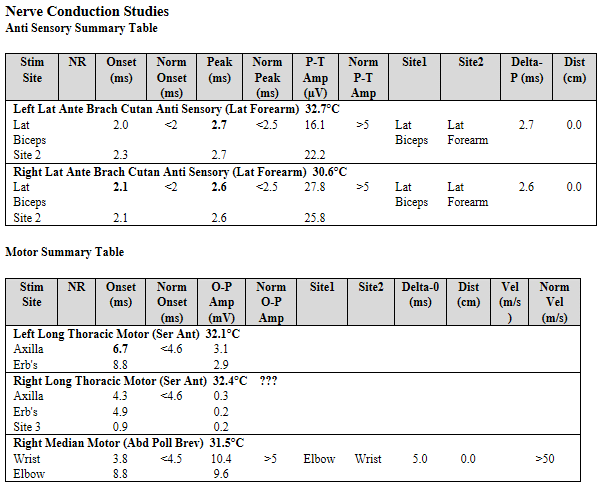 Nerve Conduction Studies
Anti Sensory Summary Table
Stim Site NR Onset (ms) Norm Onset (ms) Peak (ms) Norm Peak (ms) P-T Amp (µV) Norm P-T Amp Site1 Site2 Delta-P (ms) Dist (cm)
Left Lat Ante Brach Cutan Anti Sensory (Lat Forearm) 32.7°C
Lat Biceps 2.0 <2 2.7 <2.5 16.1 >5 Lat Biceps Lat Forearm 2.7 0.0
Site 2 2.3 2.7 22.2
Right Lat Ante Brach Cutan Anti Sensory (Lat Forearm) 30.6°C
Lat Biceps 2.1 <2 2.6 <2.5 27.8 >5 Lat Biceps Lat Forearm 2.6 0.0
Site 2 2.1 2.6 25.8
Motor Summary Table
Stim Site NR Onset (ms) Norm Onset (ms) O-P Amp (mV) Norm O-P Amp Site1 Site2 Delta-0 (ms) Dist (cm) Vel (m/s) Norm Vel (m/s)
Left Long Thoracic Motor (Ser Ant) 32.1°C
Axilla 6.7 <4.6 3.1
Erb's 8.8 2.9
Right Long Thoracic Motor (Ser Ant) 32.4°C ???
Axilla 4.3 <4.6 0.3
Erb's 4.9 0.2
Site 3 0.9 0.2
Right Median Motor (Abd Poll Brev) 31.5°C
Wrist 3.8 <4.5 10.4 >5 Elbow Wrist 5.0 0.0 >50
Elbow 8.8 9.6